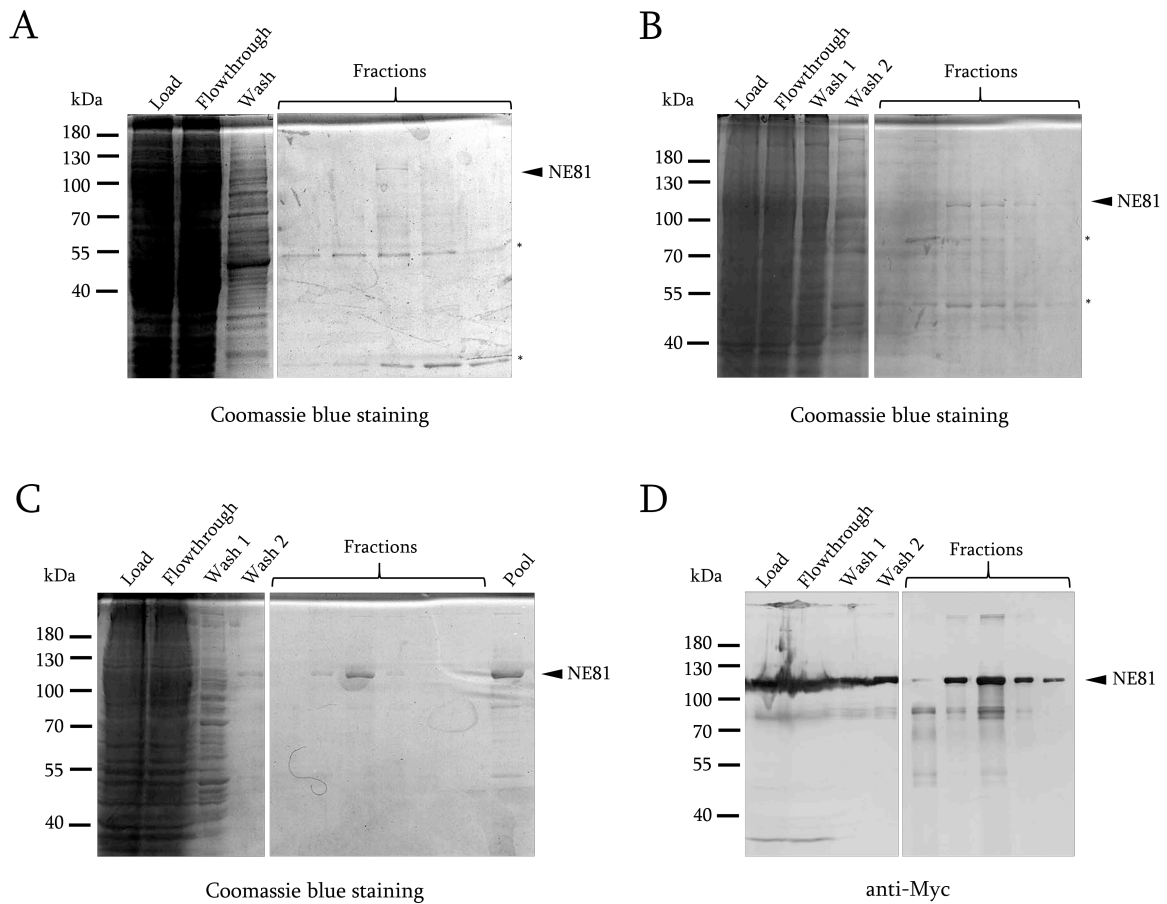 A
Load
Flowthrough
Wash
Fractions
kDa
180
130
100
70
55
40
NE81
*
*
Coomassie blue staining
B
Load
Flowthrough
Wash 1
Wash 2
Fractions
kDa
180
130
100
70
55
40
NE81
*
*
Coomassie blue staining
C
Load
Flowthrough
Wash 1
Wash 2
Fractions
Pool
kDa
180
130
100
70
55
40
NE81
Coomassie blue staining
D
Load
Flowthrough
Wash 1
Wash 2
Fractions
kDa
180
130
100
70
55
40
NE81
anti-Myc